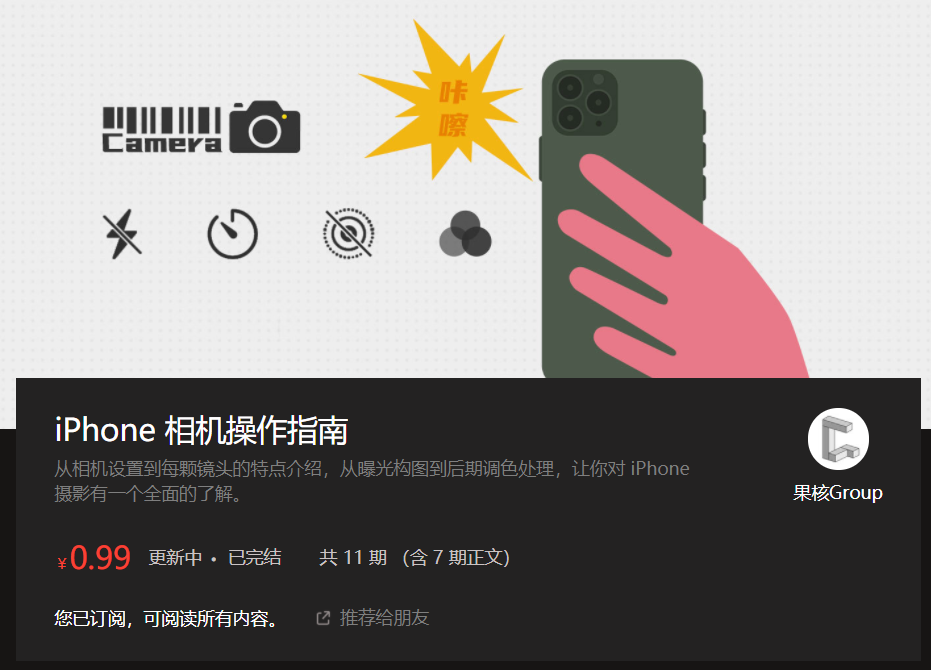 Camera
咔
嚓
iPhone 相机操作指南
从相机设置到每颗镜头的特点介绍，从曝光构图到后期调色处理，让你对 iPhone
摄影有一个全面的了解。
果核Group
¥0.99 更新中 · 已完结 共 11 期 （含 7 期正文）
您已订阅，可阅读所有内容。 推荐给朋友